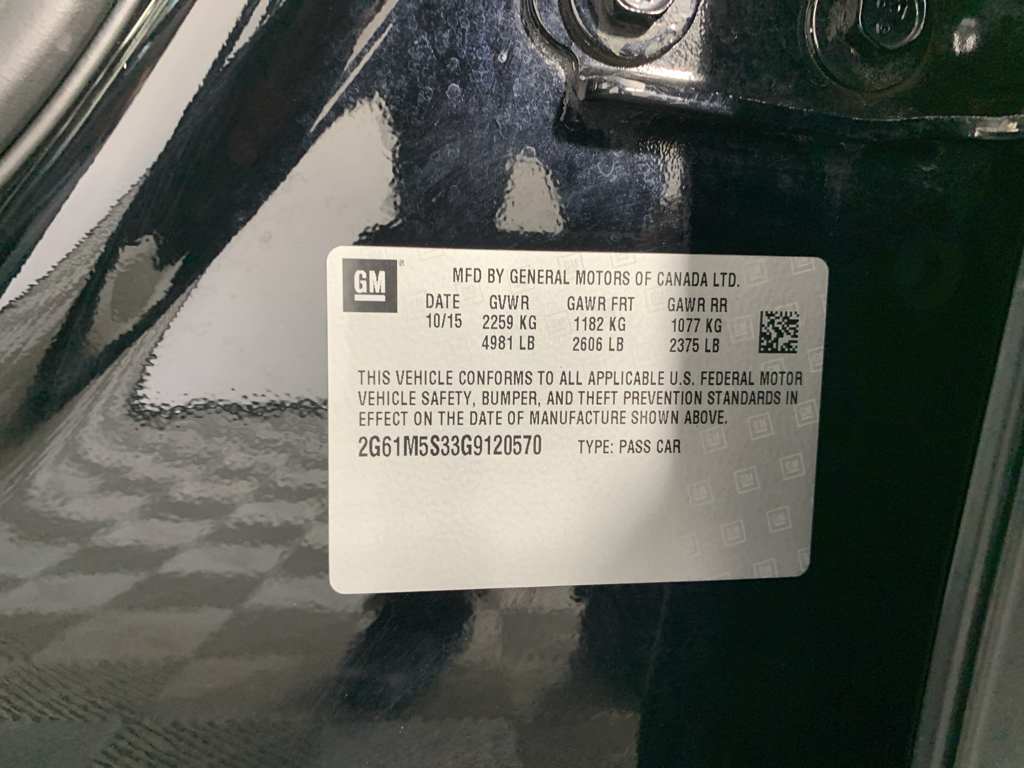 GM
MFD BY GENERAL MOTORS OF CANADA LTD.
DATE GVWR GAWR FRT GAWR RR
10/15 2259 KG 1182 KG 1077 KG
4981 LB 2606 LB 2375 LB
THIS VEHICLE CONFORMS TO ALL APPLICABLE U.S. FEDERAL MOTOR
VEHICLE SAFETY, BUMPER, AND THEFT PREVENTION STANDARDS IN
EFFECT ON THE DATE OF MANUFACTURE SHOWN ABOVE.
2G61M5S33G9120570 TYPE: PASS CAR